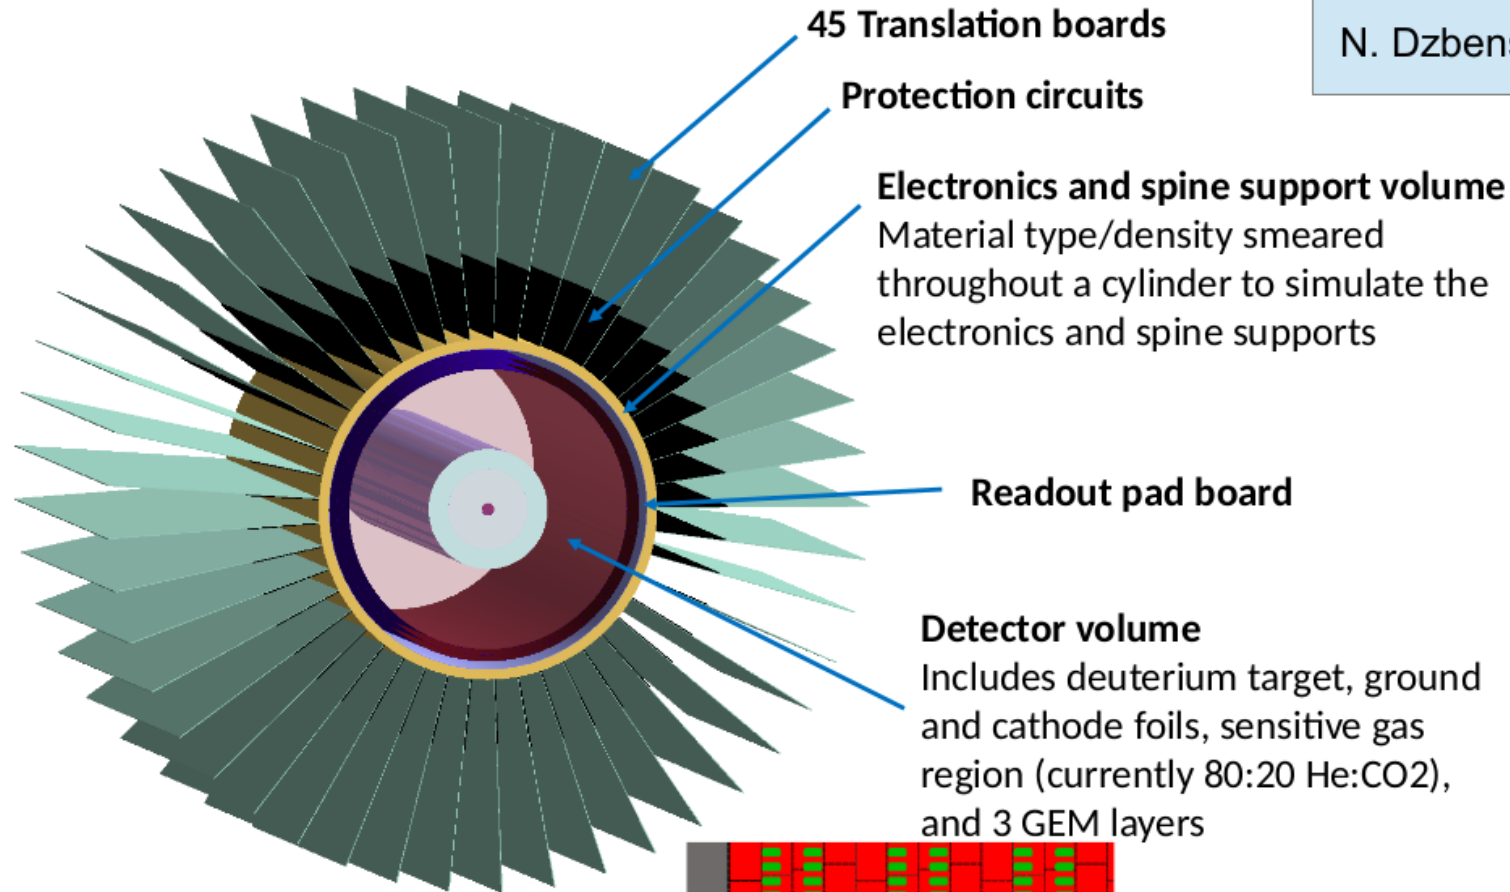 45 Translation boards
N. Dzbens
Protection circuits
Electronics and spine support volume
Material type/density smeared
throughout a cylinder to simulate the
electronics and spine supports
Readout pad board
Detector volume
Includes deuterium target, ground
and cathode foils, sensitive gas
region (currently 80:20 He:CO2),
and 3 GEM layers